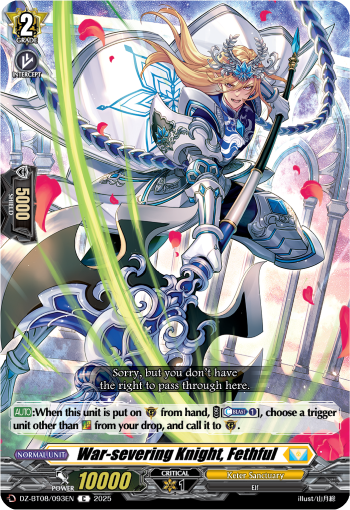 2
GRADE
INTERCEPT
5000
SHIELD
Sorry, but you don't have
the right to pass through here.
AUTO:When this unit is put on from hand, [1], choose a trigger
unit other than from your drop, and call it to .
NORMAL UNIT
War-severing Knight, Fethful
POWER 10000
CRITICAL
1
Keter Sanctuary
Elf
D-BT08/093EN C 2025
illust/山月総